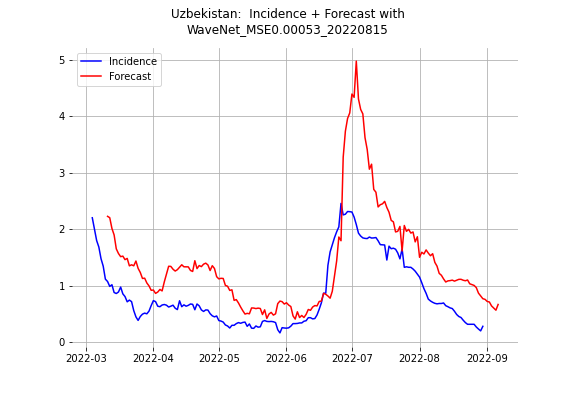 Uzbekistan:  Incidence + Forecast with
WaveNet_MSE0.00053_20220815
Incidence
Forecast
5
4
3
2
1
0
2022-03 2022-04 2022-05 2022-06 2022-07 2022-08 2022-09